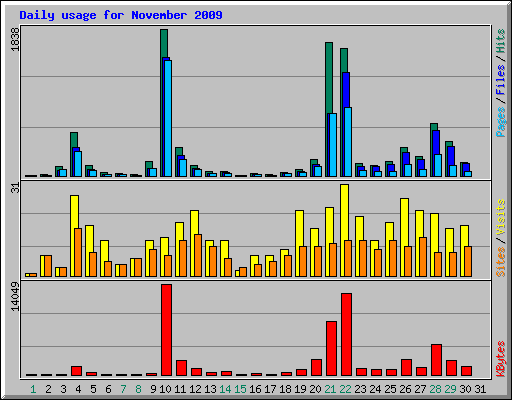 Daily usage for November 2009
1838
Pages / Files / Hits
31
Sites / Visits
14049
KBytes
1 2 3 4 5 6 7 8 9 10 11 12 13 14 15 16 17 18 19 20 21 22 23 24 25 26 27 28 29 30 31